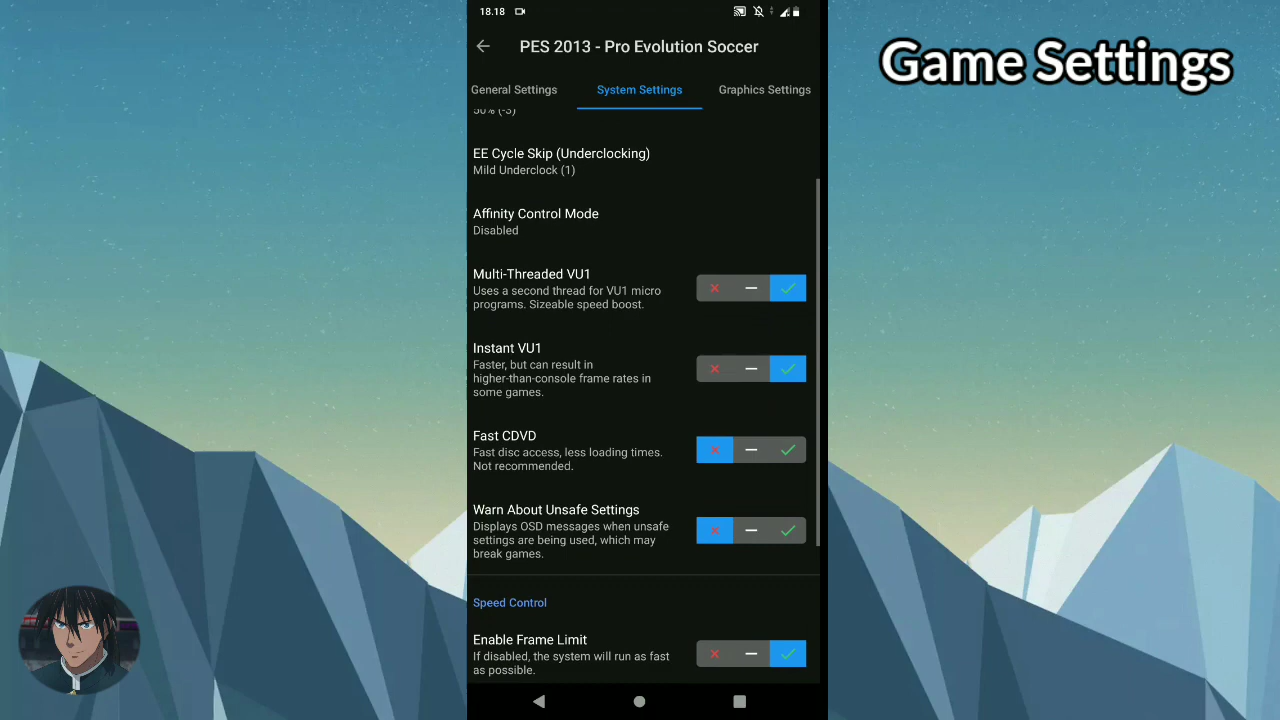 18.18
Game Settings
PES 2013 - Pro Evolution Soccer
General Settings
System Settings
Graphics Settings
50% (-3)
EE Cycle Skip (Underclocking)
Mild Underclock (1)
Affinity Control Mode
Disabled
Multi-Threaded VU1
Uses a second thread for VU1 micro
programs. Sizeable speed boost.
Instant VU1
Faster, but can result in
higher-than-console frame rates in
some games.
Fast CDVD
Fast disc access, less loading times.
Not recommended.
Warn About Unsafe Settings
Displays OSD messages when unsafe
settings are being used, which may
break games.
Speed Control
Enable Frame Limit
If disabled, the system will run as fast
as possible.